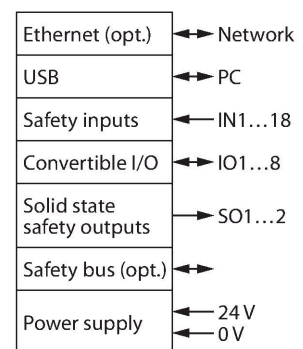 Ethernet (opt.) Network
USB PC
Safety inputs IN1...18
Convertible I/O IO1...8
Solid state
safety outputs SO1...2
Safety bus (opt.)
Power supply 24 V
0 V